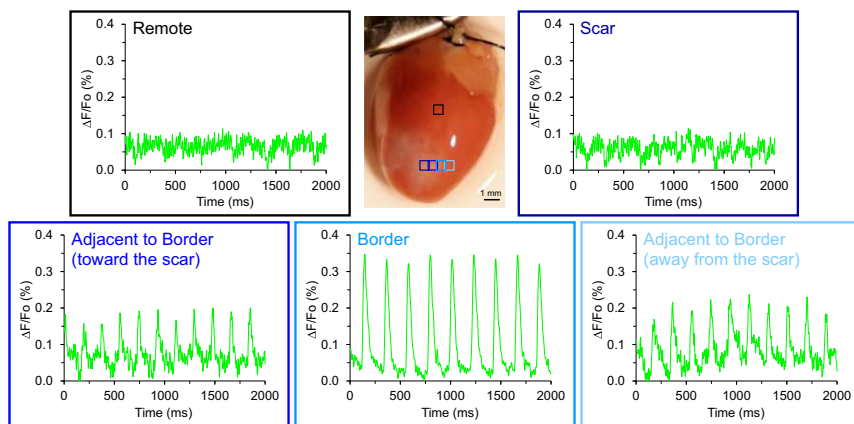 Remote
ΔF/Fo (%)
0.4
0.3
0.2
0.1
0.0
0 500 1000 1500 2000
Time (ms)
1 mm
Scar
ΔF/Fo (%)
0.4
0.3
0.2
0.1
0.0
0 500 1000 1500 2000
Time (ms)
Adjacent to Border
(toward the scar)
ΔF/Fo (%)
0.4
0.3
0.2
0.1
0.0
0 500 1000 1500 2000
Time (ms)
Border
ΔF/Fo (%)
0.4
0.3
0.2
0.1
0.0
0 500 1000 1500 2000
Time (ms)
Adjacent to Border
(away from the scar)
ΔF/Fo (%)
0.4
0.3
0.2
0.1
0.0
0 500 1000 1500 2000
Time (ms)